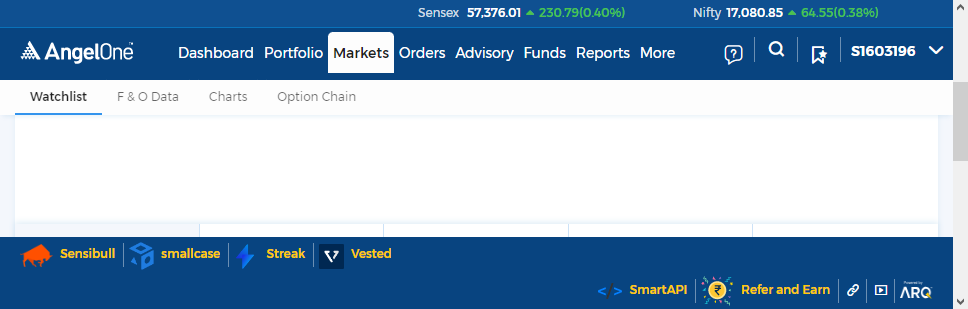 Sensex 57,376.01 230.79(0.40%) Nifty 17,080.85 64.55(0.38%)
AngelOne Dashboard Portfolio Markets Orders Advisory Funds Reports More S1603196
Watchlist F & O Data Charts Option Chain
Sensibull smallcase Streak Vested
SmartAPI Refer and Earn Powered by
ARQ